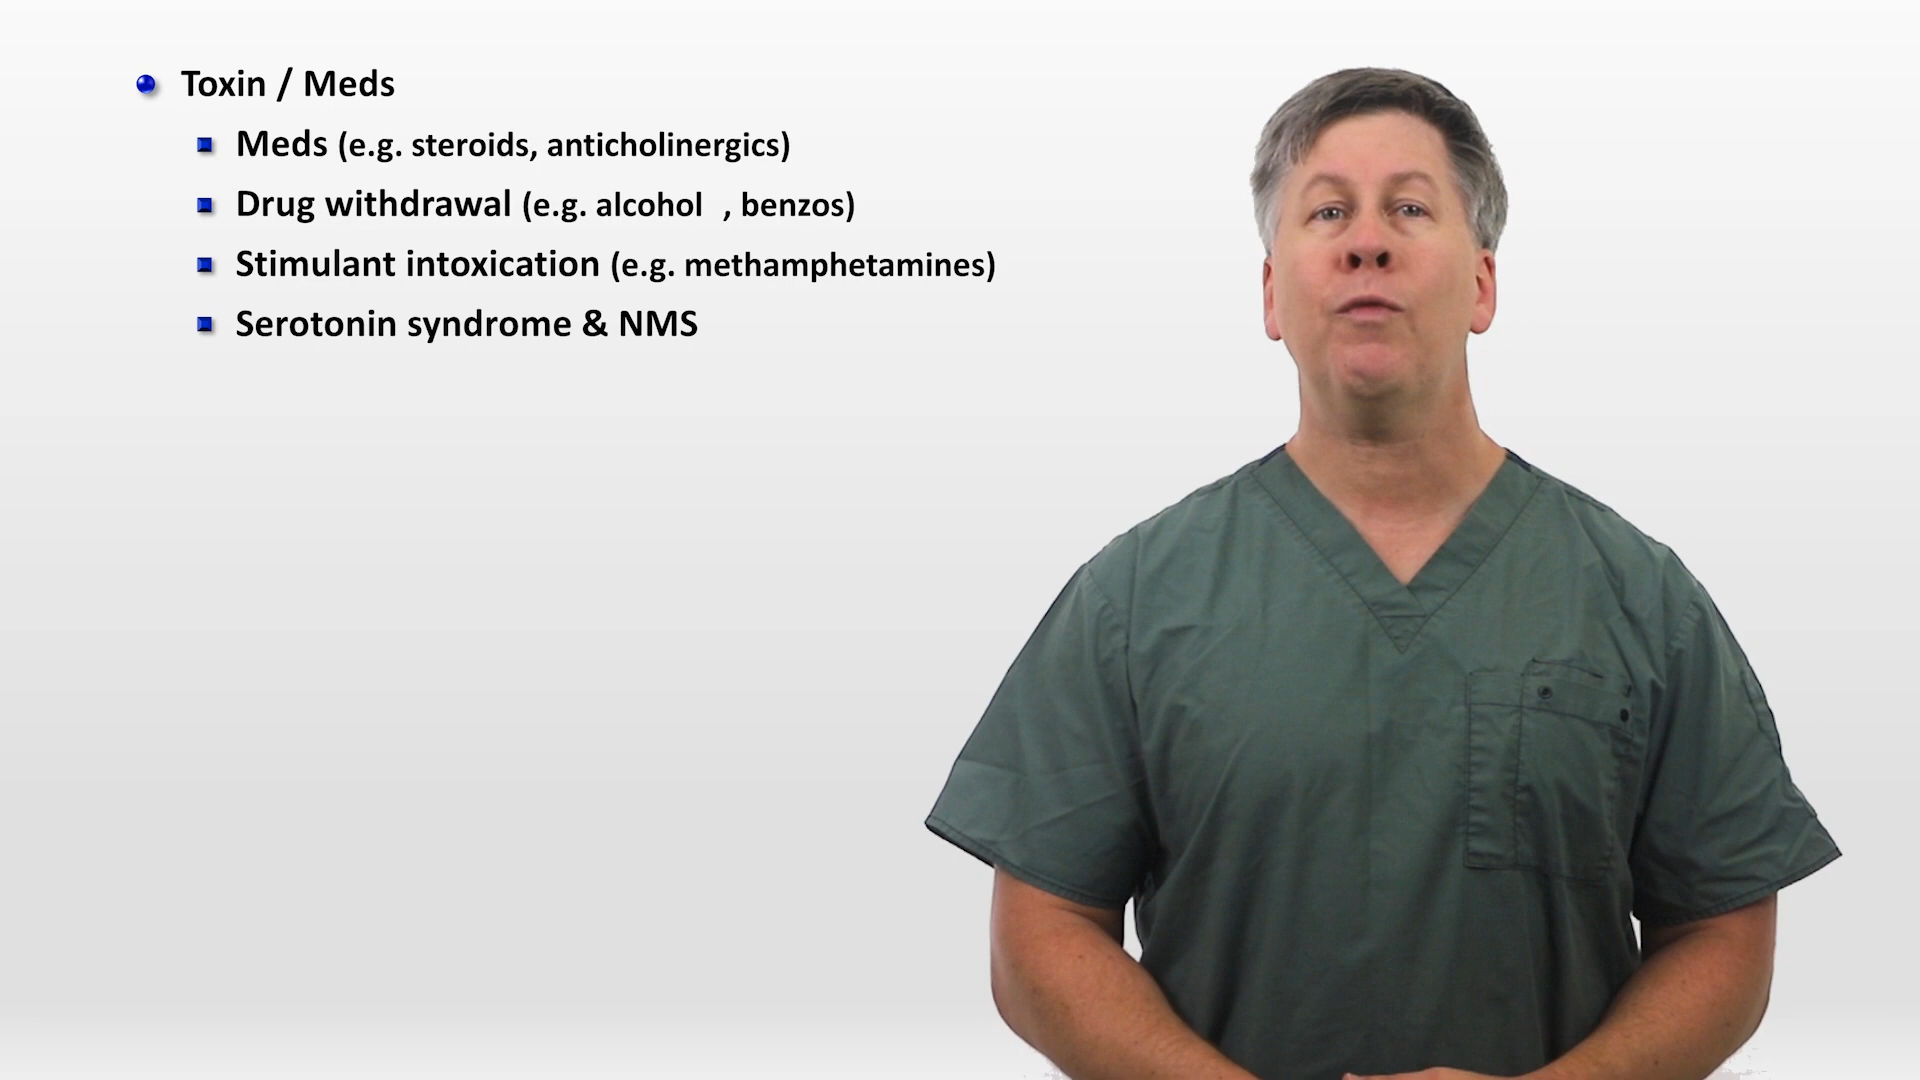 Toxin / Meds
Meds (e.g. steroids, anticholinergics)
Drug withdrawal (e.g. alcohol , benzos)
Stimulant intoxication (e.g. methamphetamines)
Serotonin syndrome & NMS